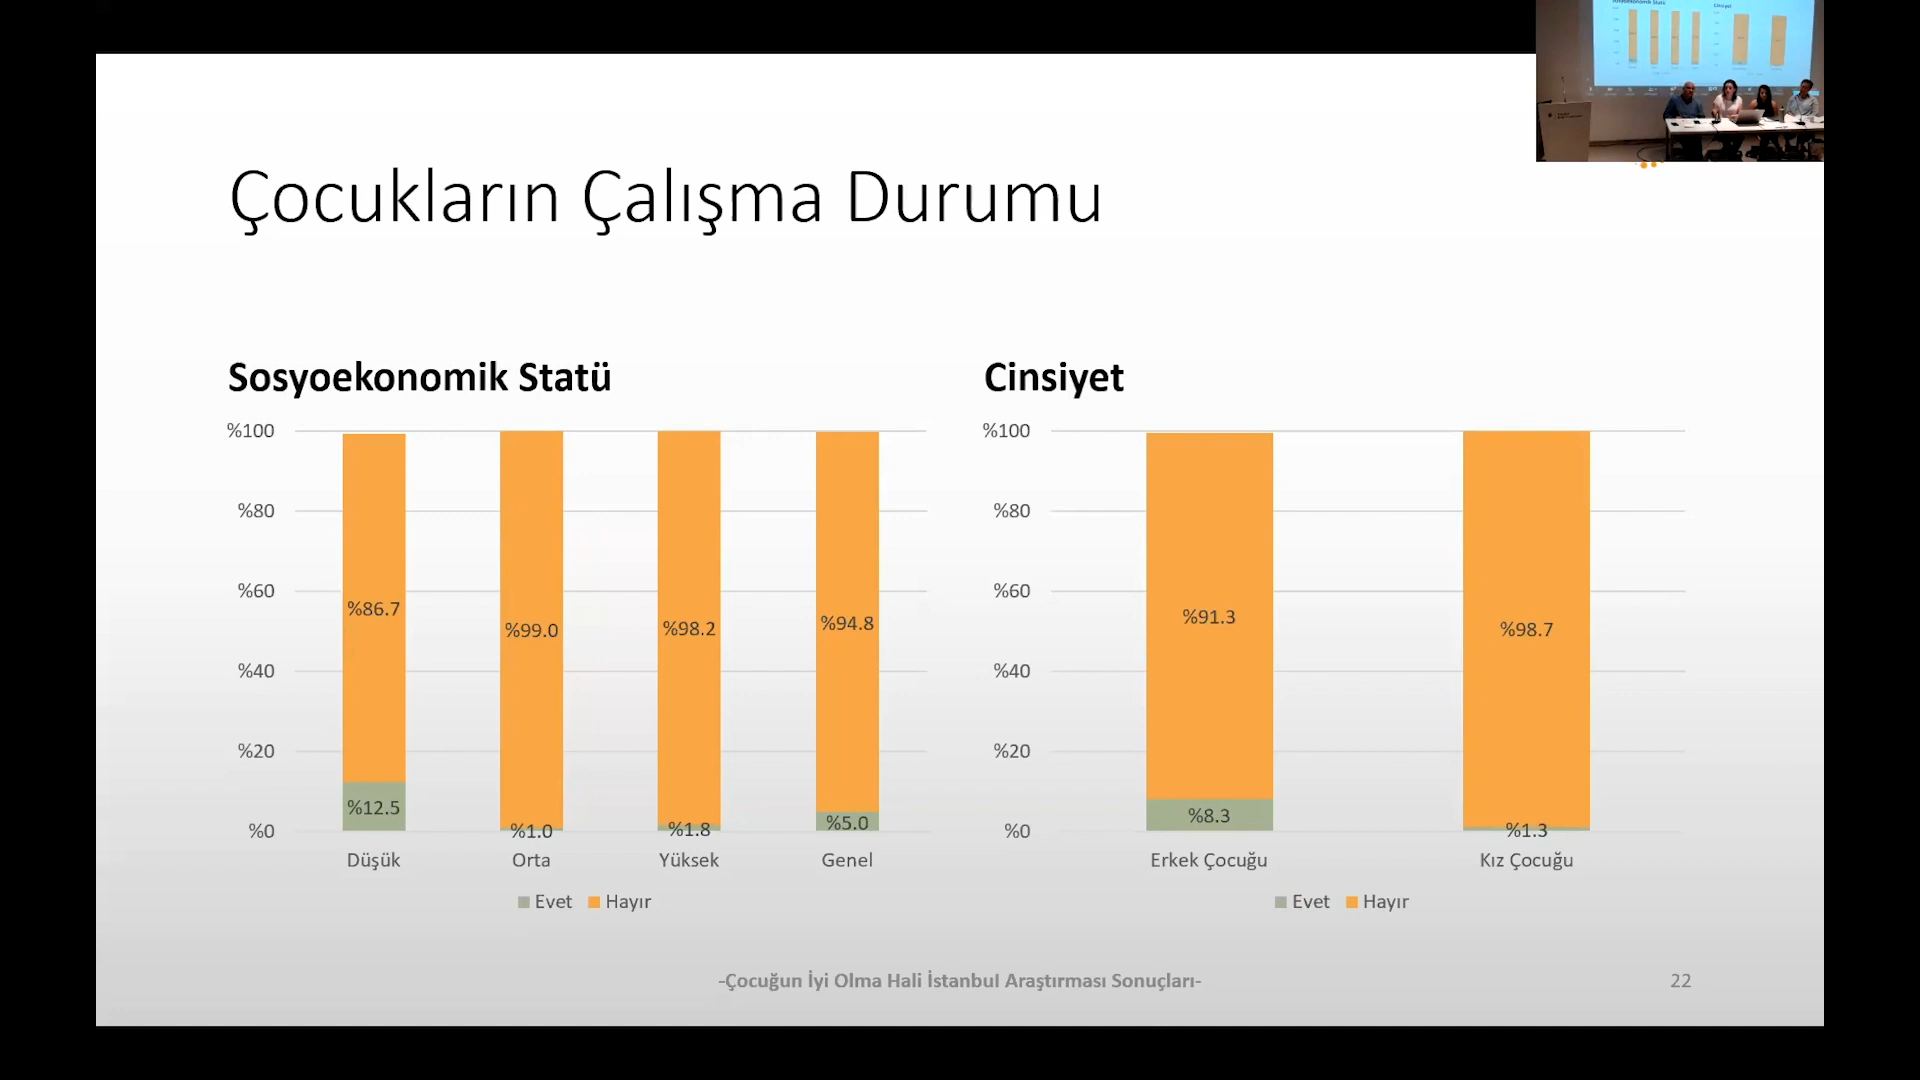 Çocukların Çalışma Durumu
Sosyoekonomik Statü
%100
%80
%60
%40
%20
%0
%86.7
%99.0
%98.2
%94.8
%12.5
%1.0
%1.8
%5.0
Düşük
Orta
Yüksek
Genel
Evet
Hayır
Cinsiyet
%100
%80
%60
%40
%20
%0
%91.3
%98.7
%8.3
%1.3
Erkek Çocuğu
Kız Çocuğu
Evet
Hayır
-Çocuğun İyi Olma Hali İstanbul Araştırması Sonuçları-
22
Sosyoekonomik Statü
Cinsiyet